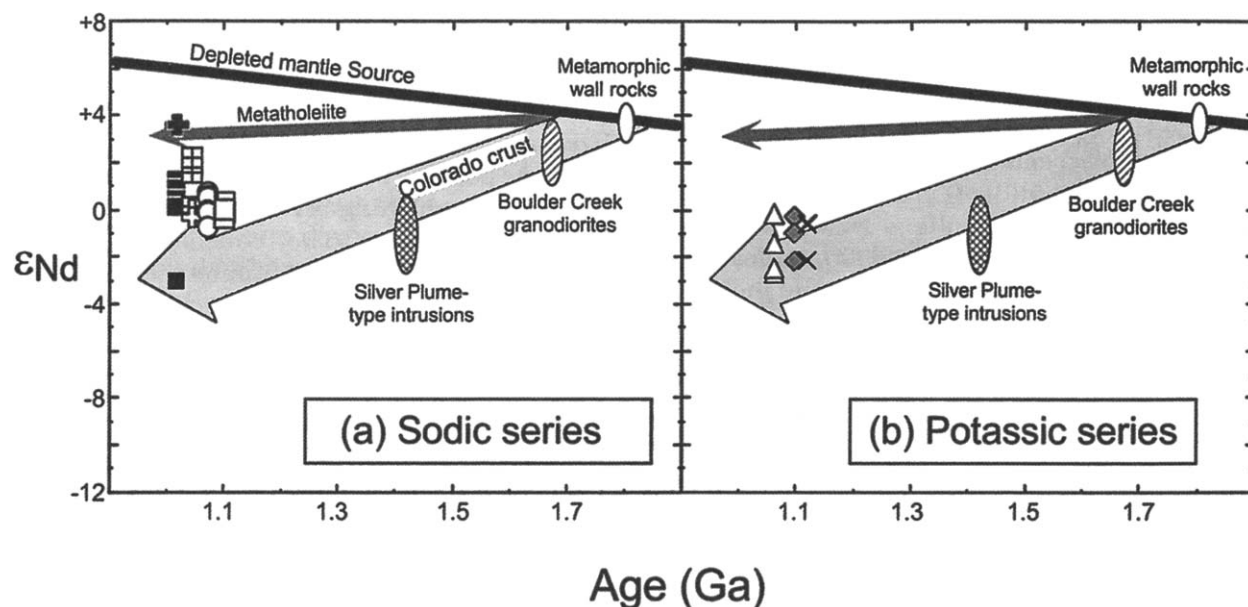 +8
+4
0
-4
-8
-12
εNd
Depleted mantle Source
Metamorphic
wall rocks
Metatholeiite
Colorado crust
Boulder Creek
granodiorites
Silver Plume-
type intrusions
(a) Sodic series
1.1
1.3
1.5
1.7
Metamorphic
wall rocks
Boulder Creek
granodiorites
Silver Plume-
type intrusions
(b) Potassic series
1.1
1.3
1.5
1.7
Age (Ga)